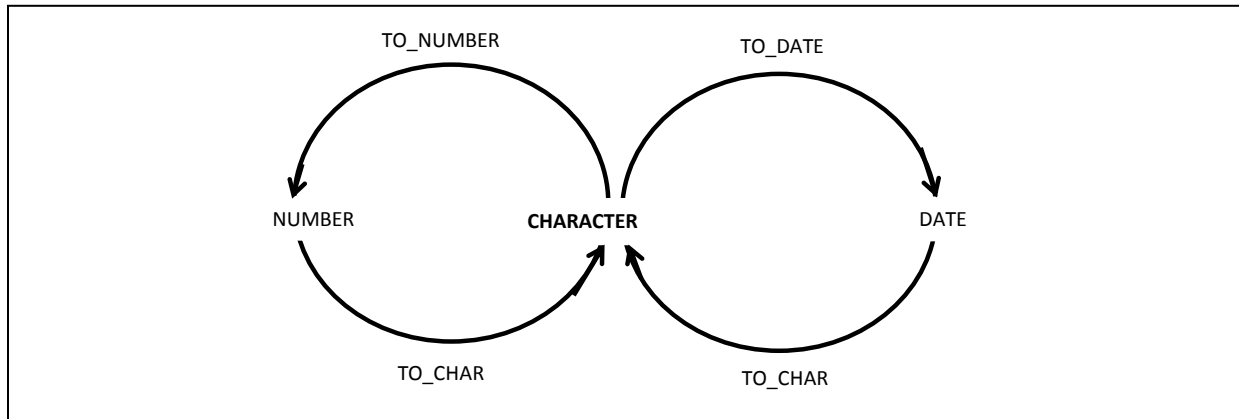 TO_NUMBER
TO_DATE
NUMBER
CHARACTER
DATE
TO_CHAR
TO_CHAR